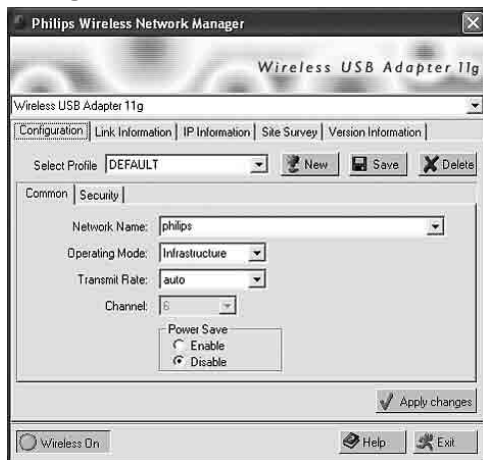 Philips Wireless Network Manager
Wireless USB Adapter 11g
Wireless USB Adapter 11g
Configuration Link Information IP Information Site Survey Version Information
Select Profile DEFAULT New Save Delete
Common Security
Network Name: philips
Operating Mode: Infrastructure
Transmit Rate: auto
Channel: 6
Power Save
Enable
Disable
Apply changes
Wireless On Help Exit